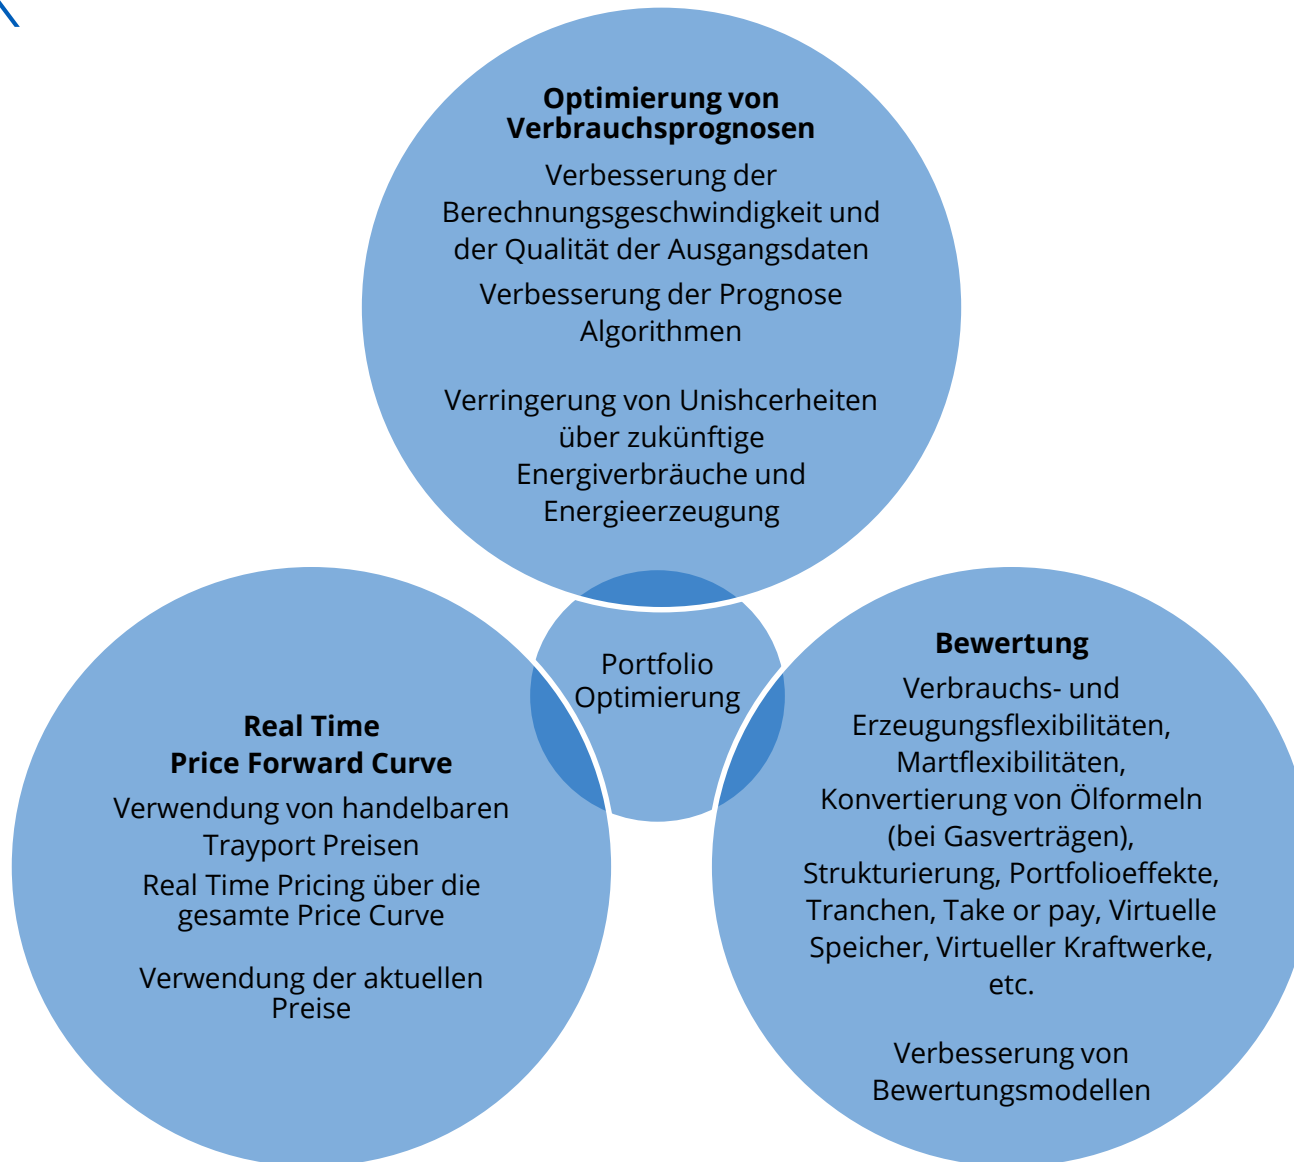 Optimierung von
Verbrauchsprognosen
Verbesserung der
Berechnungsgeschwindigkeit und
der Qualität der Ausgangsdaten
Verbesserung der Prognose
Algorithmen
Verringerung von Unishcerheiten
über zukünftige
Energiverbräuche und
Energieerzeugung
Portfolio
Optimierung
Real Time
Price Forward Curve
Verwendung von handelbaren
Trayport Preisen
Real Time Pricing über die
gesamte Price Curve
Verwendung der aktuellen
Preise
Bewertung
Verbrauchs- und
Erzeugungsflexibilitäten,
Martflexibilitäten,
Konvertierung von Ölformeln
(bei Gasverträgen),
Strukturierung, Portfolioeffekte,
Tranchen, Take or pay, Virtuelle
Speicher, Virtueller Kraftwerke,
etc.
Verbesserung von
Bewertungsmodellen